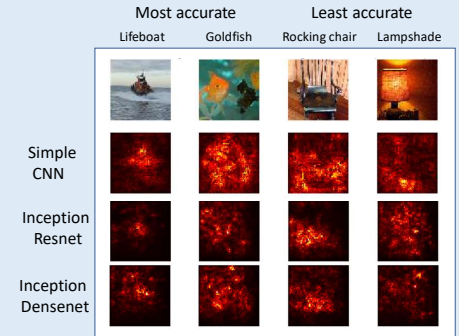 Most accurate Least accurate
Lifeboat Goldfish Rocking chair Lampshade
Simple
CNN
Inception
Resnet
Inception
Densenet